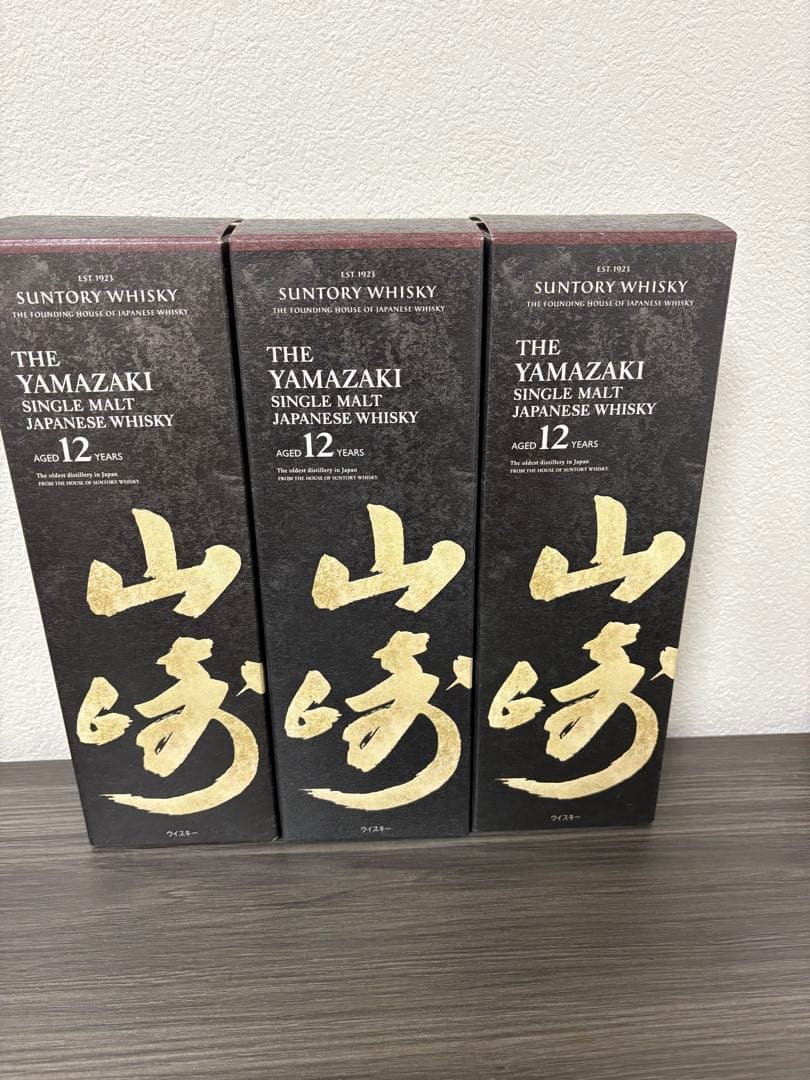 EST. 1923
SUNTORY WHISKY
THE FOUNDING HOUSE OF JAPANESE WHISKY
THE
YAMAZAKI
SINGLE MALT
JAPANESE WHISKY
AGED 12 YEARS
The oldest distillery in Japan
FROM THE HOUSE OF SUNTORY WHISKY
山崎
ウイスキー
EST. 1923
SUNTORY WHISKY
THE FOUNDING HOUSE OF JAPANESE WHISKY
THE
YAMAZAKI
SINGLE MALT
JAPANESE WHISKY
AGED 12 YEARS
The oldest distillery in Japan
FROM THE HOUSE OF SUNTORY WHISKY
山崎
ウイスキー
EST. 1923
SUNTORY WHISKY
THE FOUNDING HOUSE OF JAPANESE WHISKY
THE
YAMAZAKI
SINGLE MALT
JAPANESE WHISKY
AGED 12 YEARS
The oldest distillery in Japan
FROM THE HOUSE OF SUNTORY WHISKY
山崎
ウイスキー